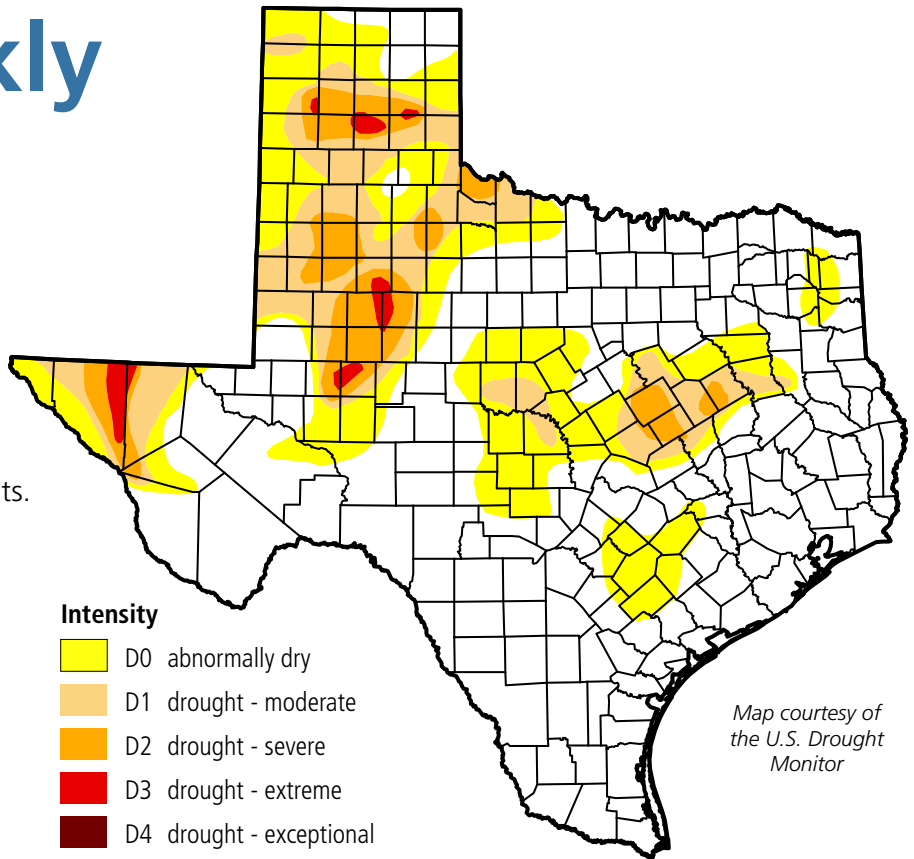 kly
ts.
Intensity
D0 abnormally dry
D1 drought - moderate
D2 drought - severe
D3 drought - extreme
D4 drought - exceptional
Map courtesy of
the U.S. Drought
Monitor